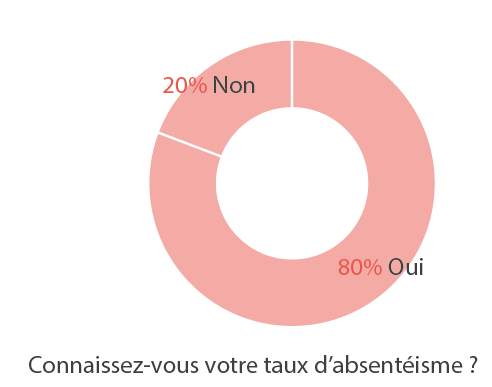 20% Non
80% Oui
Connaissez-vous votre taux d’absentéisme ?